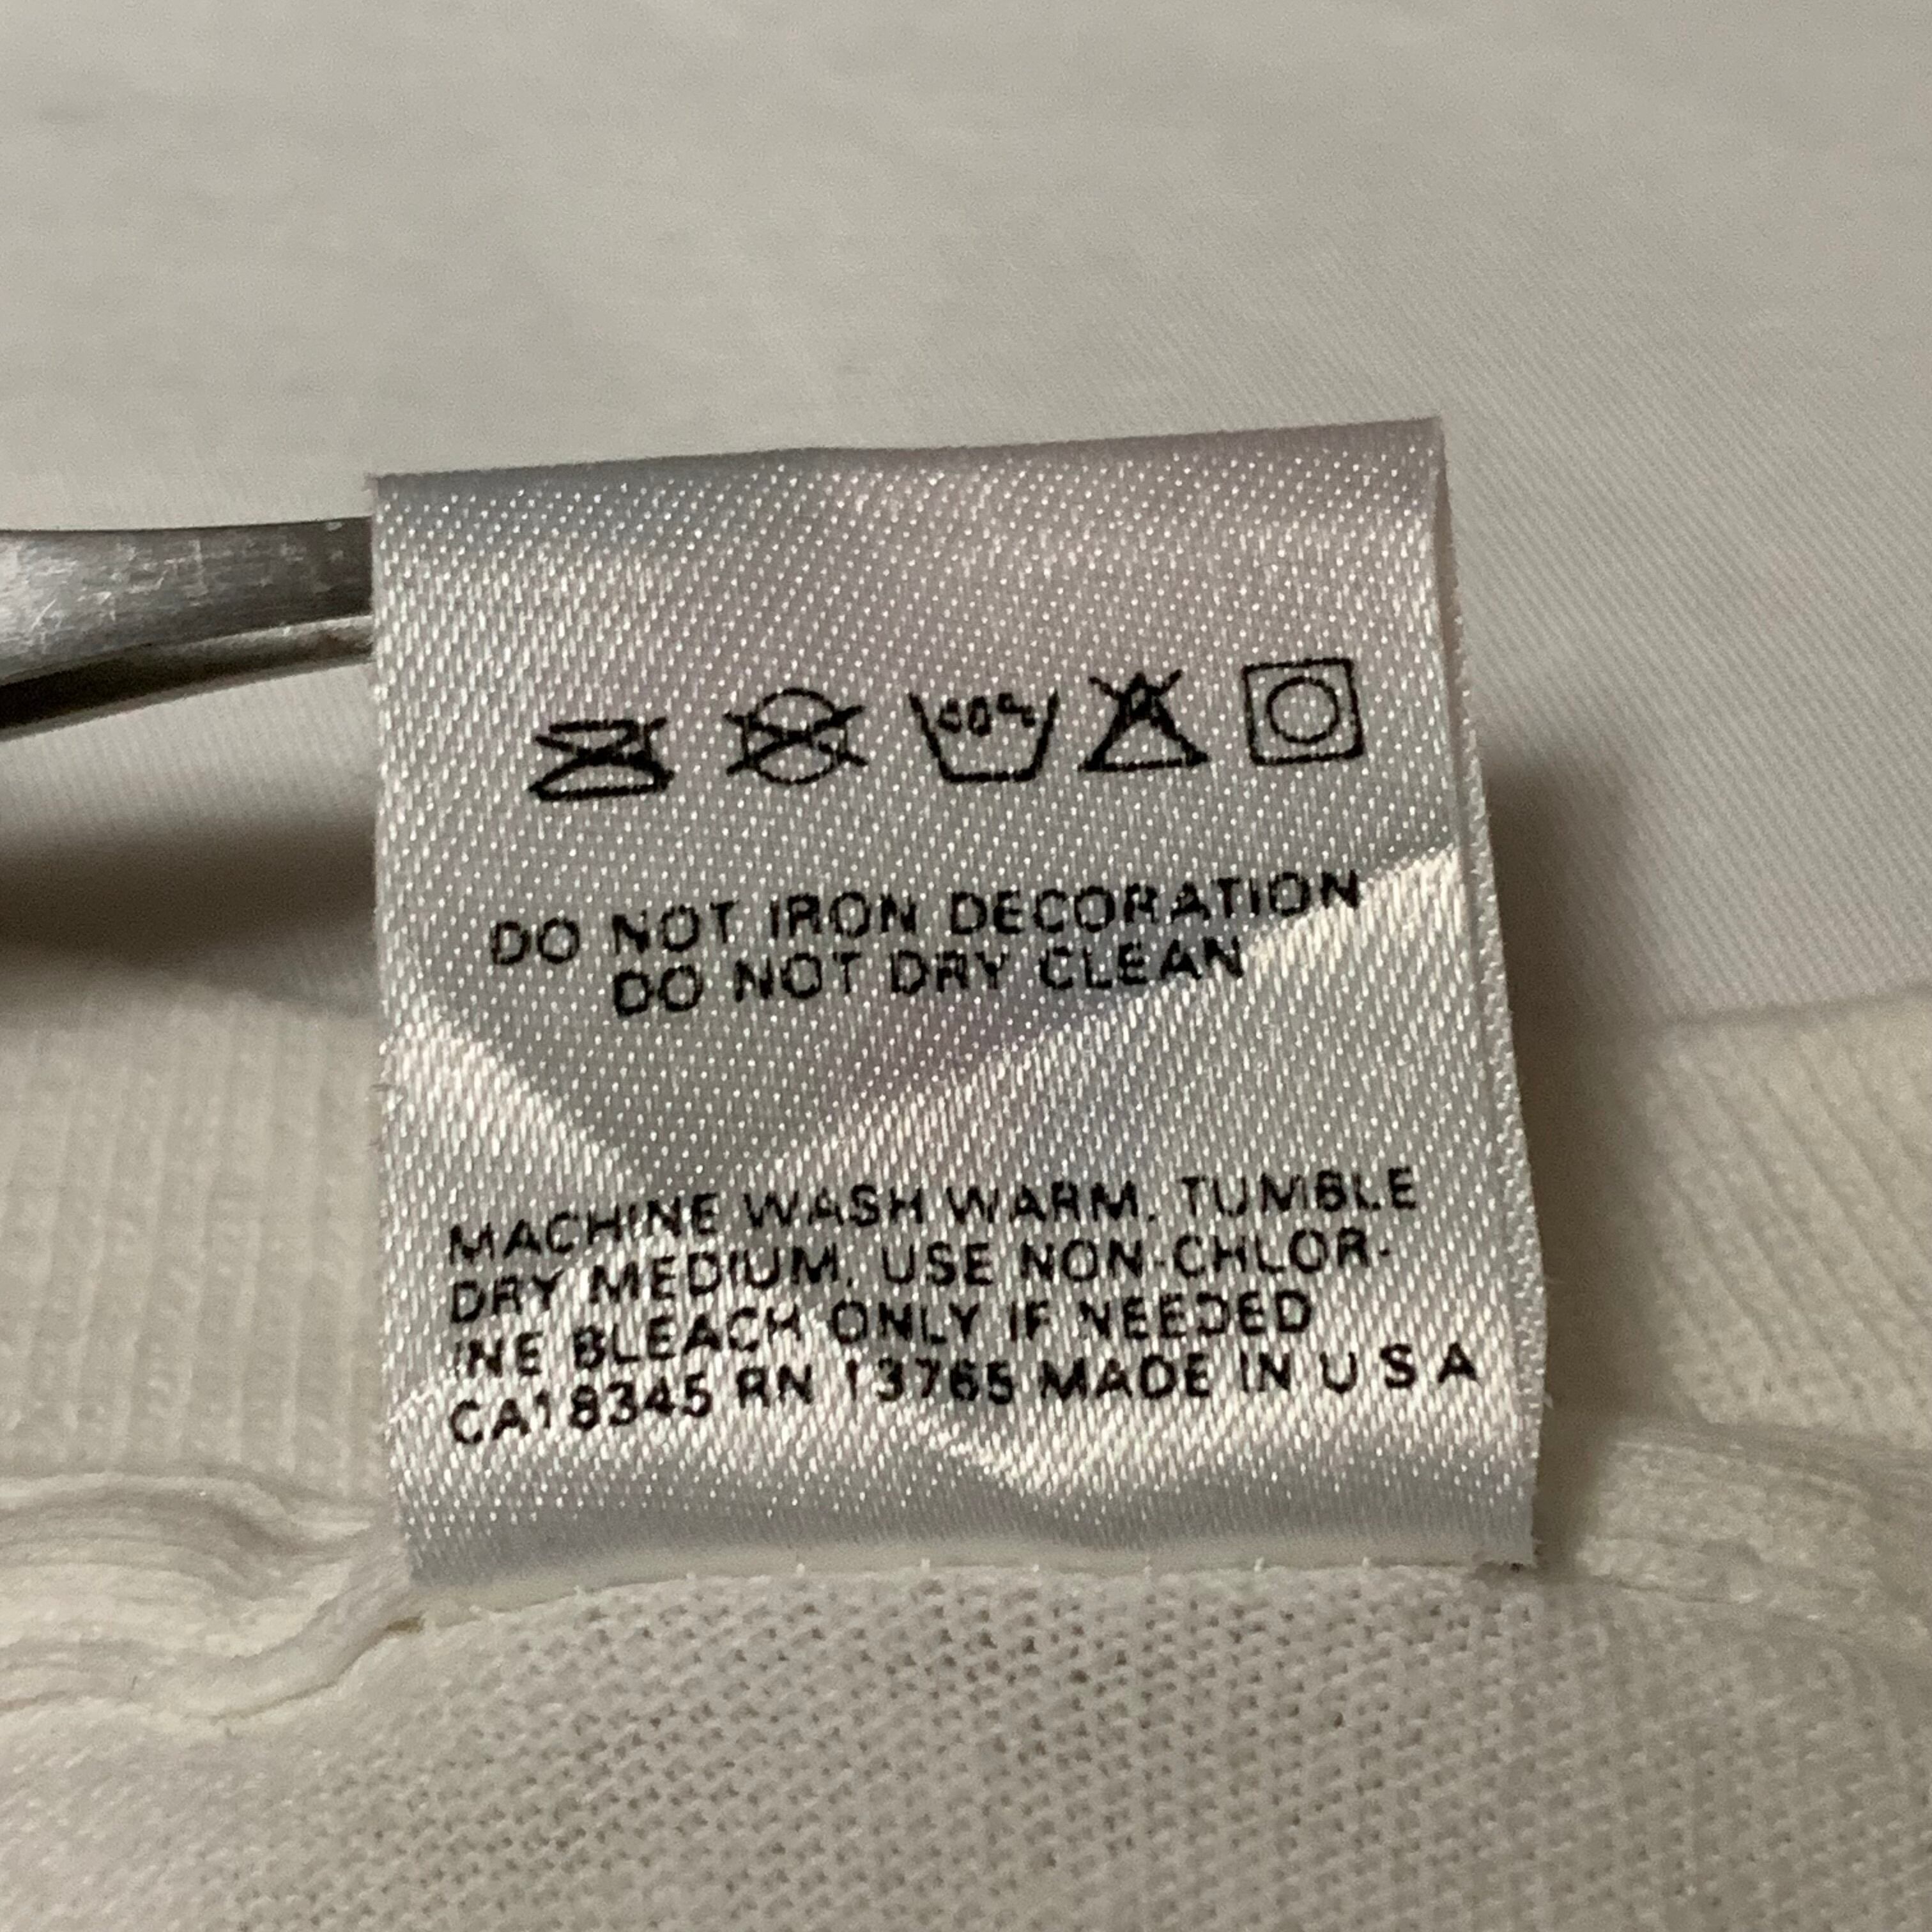 40°c
DO NOT IRON DECORATION
DO NOT DRY CLEAN
MACHINE WASH WARM. TUMBLE
DRY MEDIUM. USE NON-CHLOR-
INE BLEACH ONLY IF NEEDED
CA18345 RN 13765 MADE IN U S A